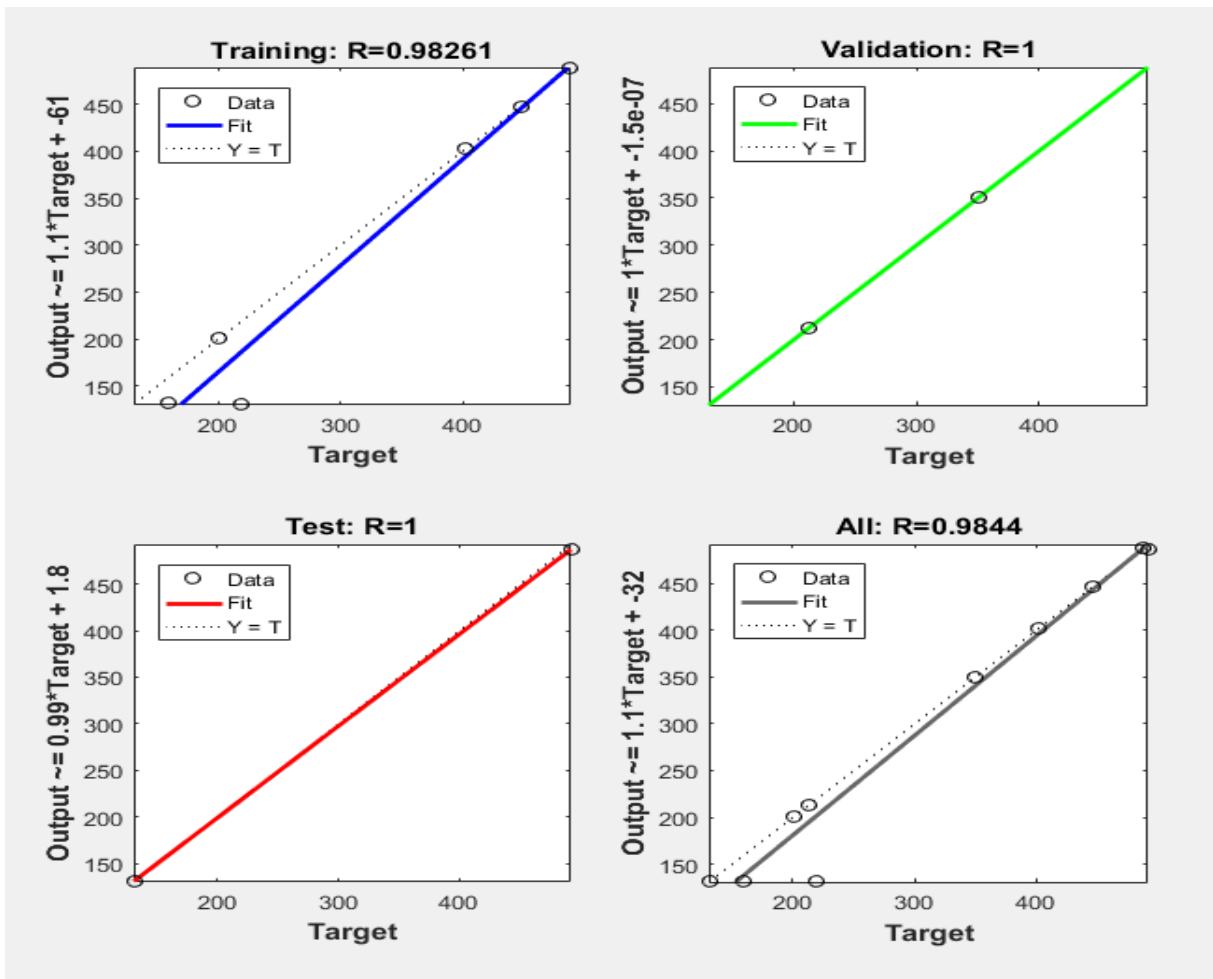 Training: R=0.98261
Output ~= 1.1*Target + -61
450
400
350
300
250
200
150
Data
Fit
Y = T
200
300
400
Target
Validation: R=1
Output ~= 1*Target + -1.5e-07
450
400
350
300
250
200
150
Data
Fit
Y = T
200
300
400
Target
Test: R=1
Output ~= 0.99*Target + 1.8
450
400
350
300
250
200
150
Data
Fit
Y = T
200
300
400
Target
All: R=0.9844
Output ~= 1.1*Target + -32
450
400
350
300
250
200
150
Data
Fit
Y = T
200
300
400
Target